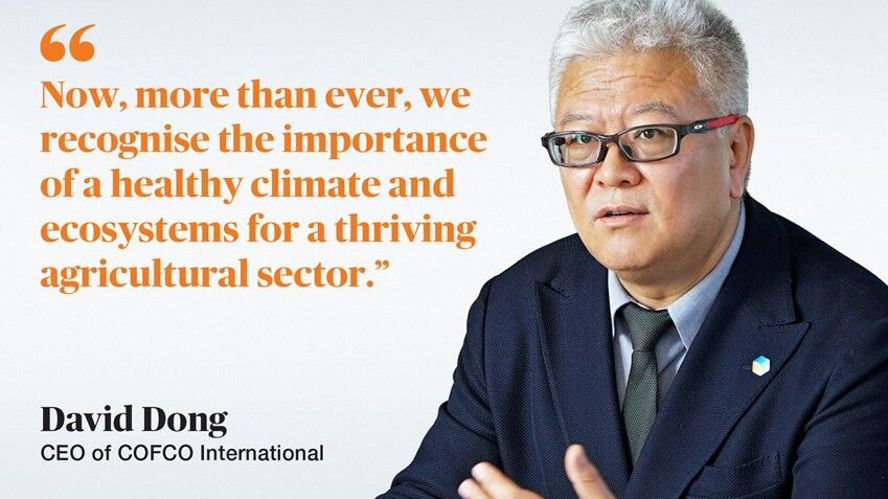 “
Now, more than ever, we
recognise the importance
of a healthy climate and
ecosystems for a thriving
agricultural sector.”
David Dong
CEO of COFCO International